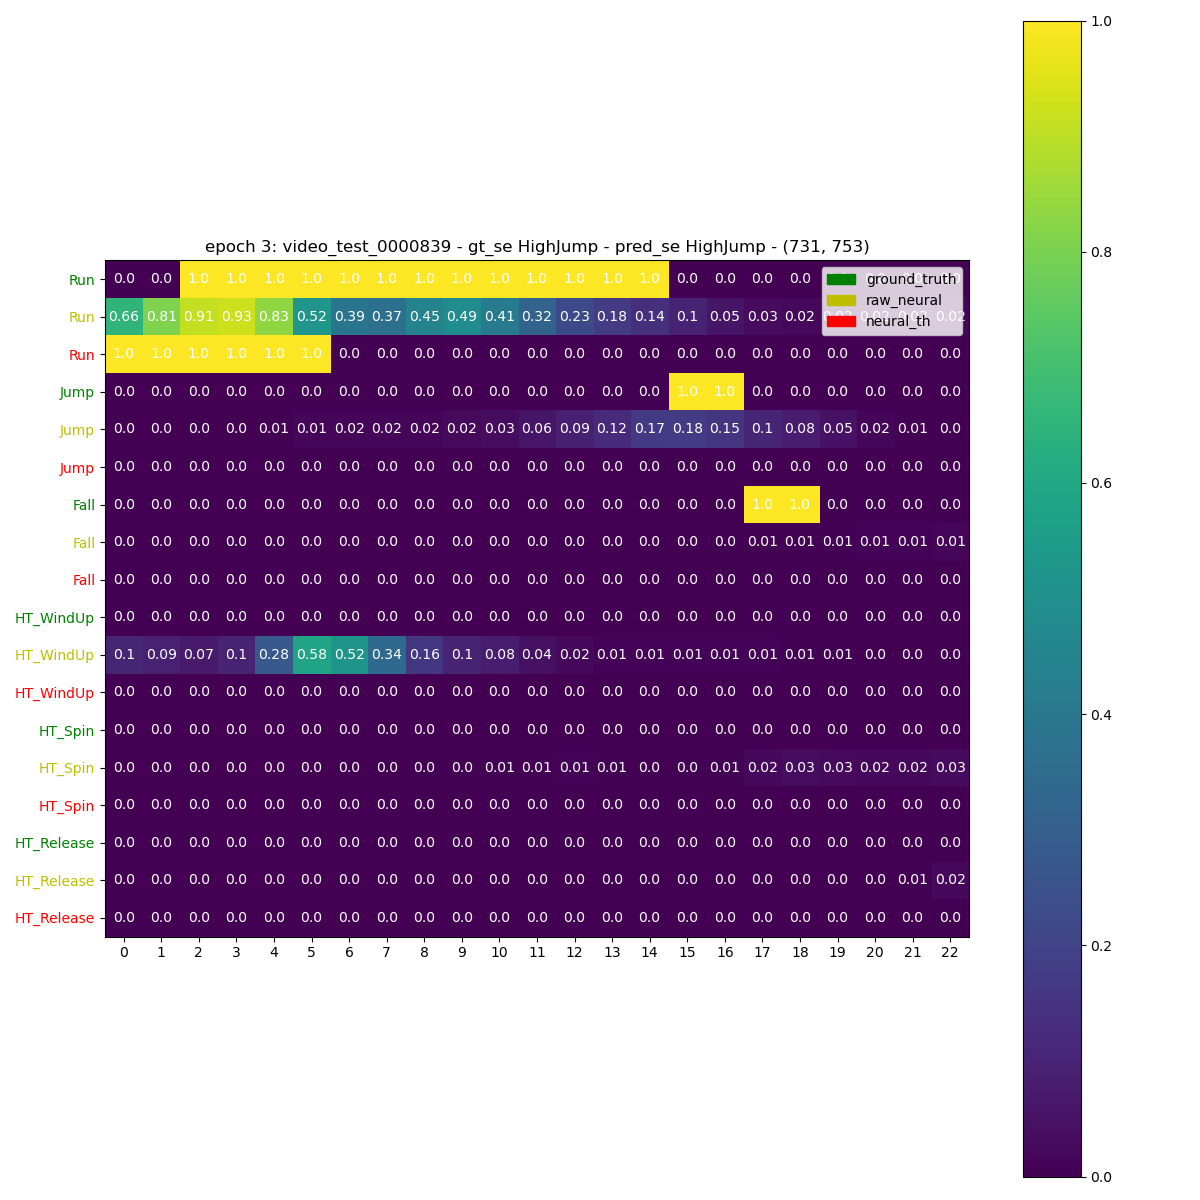 epoch 3: video_test_0000839 - gt_se HighJump - pred_se HighJump - (731, 753)
Run 0.0 0.0 1.0 1.0 1.0 1.0 1.0 1.0 1.0 1.0 1.0 1.0 1.0 1.0 1.0 0.0 0.0 0.0 0.0
Run 0.66 0.81 0.91 0.93 0.83 0.52 0.39 0.37 0.45 0.49 0.41 0.32 0.23 0.18 0.14 0.1 0.05 0.03 0.02 0.02 0.02 0.02 0.02
Run 1.0 1.0 1.0 1.0 1.0 1.0 0.0 0.0 0.0 0.0 0.0 0.0 0.0 0.0 0.0 0.0 0.0 0.0 0.0 0.0 0.0 0.0 0.0
Jump 0.0 0.0 0.0 0.0 0.0 0.0 0.0 0.0 0.0 0.0 0.0 0.0 0.0 0.0 0.0 1.0 1.0 0.0 0.0 0.0 0.0 0.0 0.0
Jump 0.0 0.0 0.0 0.0 0.01 0.01 0.02 0.02 0.02 0.02 0.03 0.06 0.09 0.12 0.17 0.18 0.15 0.1 0.08 0.05 0.02 0.01 0.0
Jump 0.0 0.0 0.0 0.0 0.0 0.0 0.0 0.0 0.0 0.0 0.0 0.0 0.0 0.0 0.0 0.0 0.0 0.0 0.0 0.0 0.0 0.0 0.0
Fall 0.0 0.0 0.0 0.0 0.0 0.0 0.0 0.0 0.0 0.0 0.0 0.0 0.0 0.0 0.0 0.0 0.0 1.0 1.0 0.0 0.0 0.0 0.0
Fall 0.0 0.0 0.0 0.0 0.0 0.0 0.0 0.0 0.0 0.0 0.0 0.0 0.0 0.0 0.0 0.0 0.0 0.01 0.01 0.01 0.01 0.01 0.01
Fall 0.0 0.0 0.0 0.0 0.0 0.0 0.0 0.0 0.0 0.0 0.0 0.0 0.0 0.0 0.0 0.0 0.0 0.0 0.0 0.0 0.0 0.0 0.0
HT_WindUp 0.0 0.0 0.0 0.0 0.0 0.0 0.0 0.0 0.0 0.0 0.0 0.0 0.0 0.0 0.0 0.0 0.0 0.0 0.0 0.0 0.0 0.0 0.0
HT_WindUp 0.1 0.09 0.07 0.1 0.28 0.58 0.52 0.34 0.16 0.1 0.08 0.04 0.02 0.01 0.01 0.01 0.01 0.01 0.01 0.01 0.0 0.0 0.0
HT_WindUp 0.0 0.0 0.0 0.0 0.0 0.0 0.0 0.0 0.0 0.0 0.0 0.0 0.0 0.0 0.0 0.0 0.0 0.0 0.0 0.0 0.0 0.0 0.0
HT_Spin 0.0 0.0 0.0 0.0 0.0 0.0 0.0 0.0 0.0 0.0 0.0 0.0 0.0 0.0 0.0 0.0 0.0 0.0 0.0 0.0 0.0 0.0 0.0
HT_Spin 0.0 0.0 0.0 0.0 0.0 0.0 0.0 0.0 0.0 0.0 0.01 0.01 0.01 0.01 0.0 0.0 0.01 0.02 0.03 0.03 0.02 0.02 0.03
HT_Spin 0.0 0.0 0.0 0.0 0.0 0.0 0.0 0.0 0.0 0.0 0.0 0.0 0.0 0.0 0.0 0.0 0.0 0.0 0.0 0.0 0.0 0.0 0.0
HT_Release 0.0 0.0 0.0 0.0 0.0 0.0 0.0 0.0 0.0 0.0 0.0 0.0 0.0 0.0 0.0 0.0 0.0 0.0 0.0 0.0 0.0 0.0 0.0
HT_Release 0.0 0.0 0.0 0.0 0.0 0.0 0.0 0.0 0.0 0.0 0.0 0.0 0.0 0.0 0.0 0.0 0.0 0.0 0.0 0.0 0.0 0.01 0.02
HT_Release 0.0 0.0 0.0 0.0 0.0 0.0 0.0 0.0 0.0 0.0 0.0 0.0 0.0 0.0 0.0 0.0 0.0 0.0 0.0 0.0 0.0 0.0 0.0
0 1 2 3 4 5 6 7 8 9 10 11 12 13 14 15 16 17 18 19 20 21 22
ground_truth
raw_neural
neural_th
1.0
0.8
0.6
0.4
0.2
0.0